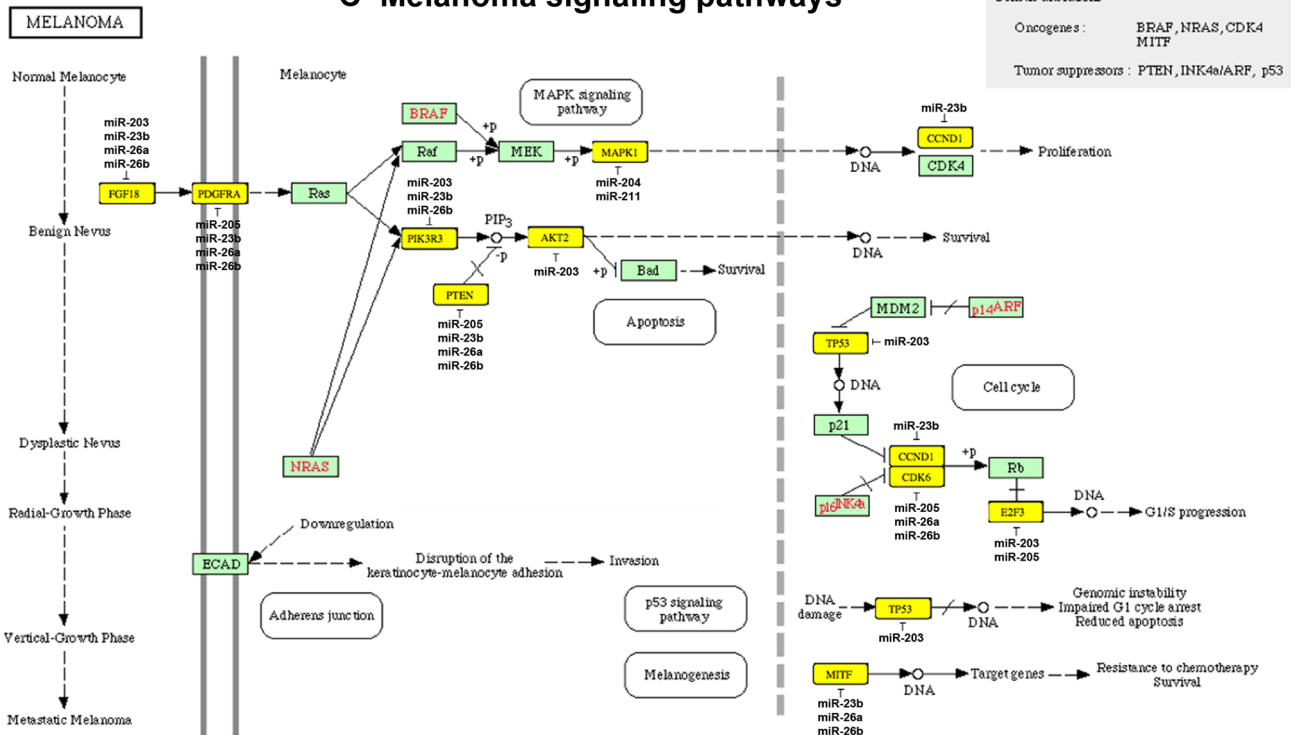 C Melanoma signaling pathways
MELANOMA
Oncogenes : BRAF, NRAS, CDK4
MITF
Tumor suppressors : PTEN, INK4a/ARF, p53
Normal Melanocyte
Benign Nevus
Dysplastic Nevus
Radial-Growth Phase
Vertical-Growth Phase
Metastatic Melanoma
miR-203
miR-23b
miR-26a
miR-26b
FGF18
PDGFRA
miR-205
miR-23b
miR-26a
miR-26b
Melanocyte
Ras
BRAF
+p
Raf
+p
MEK
+p
MAPK1
miR-204
miR-211
MAPK signaling
pathway
DNA
miR-23b
CCND1
CDK4
Proliferation
miR-203
miR-23b
miR-26b
PIK3R3
PIP3
-p
AKT2
miR-203
+p
Bad
Survival
DNA
Survival
PTEN
miR-205
miR-23b
miR-26a
miR-26b
Apoptosis
NRAS
MDM2
p14ARF
TP53
miR-203
DNA
p21
Cell cycle
miR-23b
CCND1
CDK6
miR-205
miR-26a
miR-26b
p16INK4a
+p
Rb
E2F3
miR-203
miR-205
DNA
G1/S progression
Downregulation
ECAD
Disruption of the
keratinocyte-melanocyte adhesion
Invasion
Adherens junction
p53 signaling
pathway
Melanogenesis
DNA
damage
TP53
miR-203
DNA
Genomic instability
Impaired G1 cycle arrest
Reduced apoptosis
MITF
miR-23b
miR-26a
miR-26b
DNA
Target genes
Resistance to chemotherapy
Survival